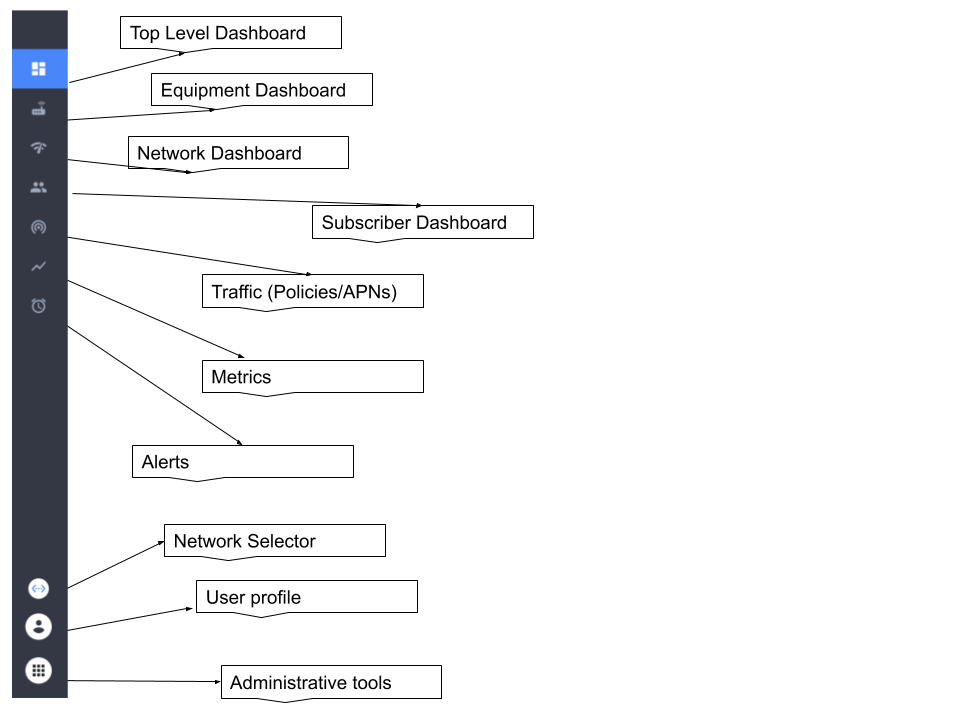 Top Level Dashboard
Equipment Dashboard
Network Dashboard
Subscriber Dashboard
Traffic (Policies/APNs)
Metrics
Alerts
Network Selector
User profile
Administrative tools